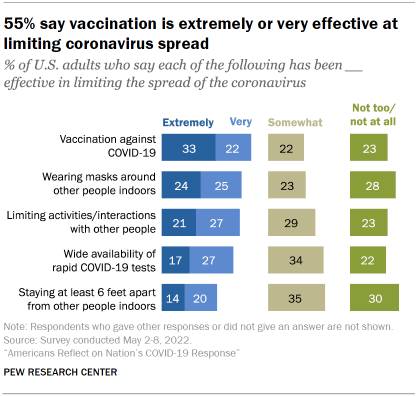 55% say vaccination is extremely or very effective at
limiting coronavirus spread
% of U.S. adults who say each of the following has been __
effective in limiting the spread of the coronavirus
Extremely Very Somewhat Not too/
not at all
Vaccination against
COVID-19
33 22 22 23
Wearing masks around
other people indoors
24 25 23 28
Limiting activities/interactions
with other people
21 27 29 23
Wide availability of
rapid COVID-19 tests
17 27 34 22
Staying at least 6 feet apart
from other people indoors
14 20 35 30
Note: Respondents who gave other responses or did not give an answer are not shown.
Source: Survey conducted May 2-8, 2022.
"Americans Reflect on Nation's COVID-19 Response"
PEW RESEARCH CENTER